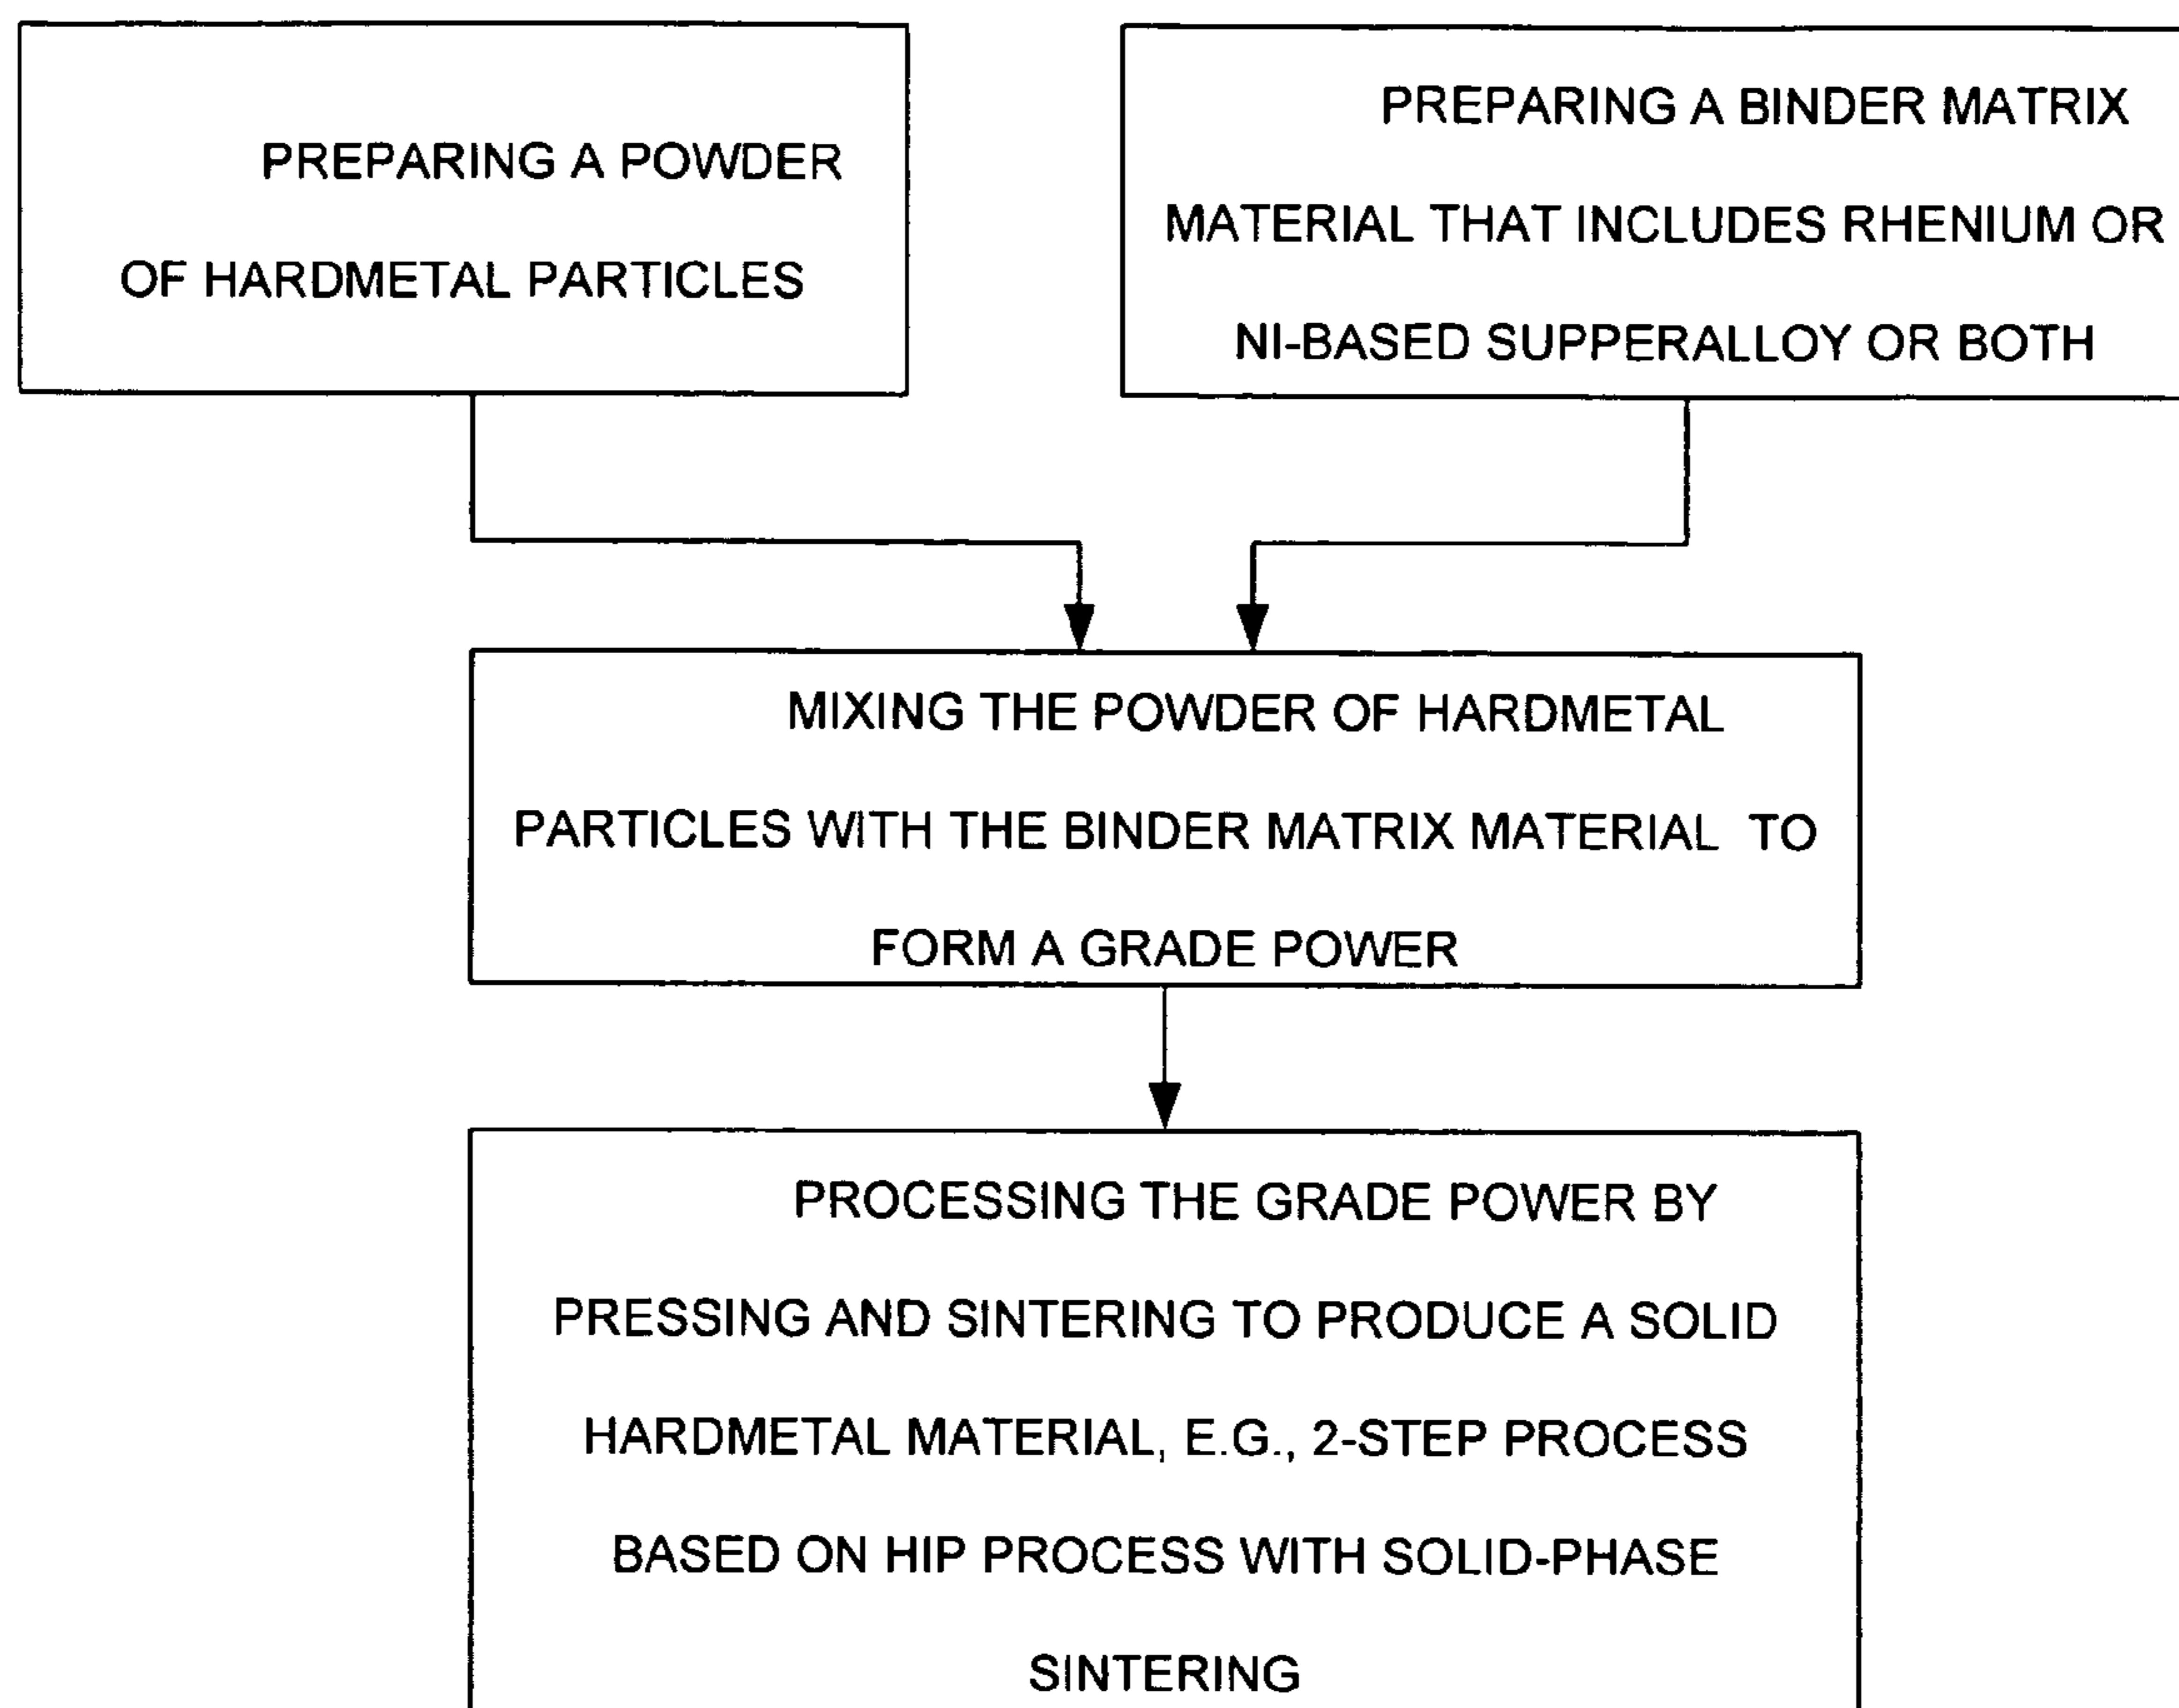 PREPARING A POWDER
OF HARDMETAL PARTICLES
PREPARING A BINDER MATRIX
MATERIAL THAT INCLUDES RHENIUM OR
NI-BASED SUPPERALLOY OR BOTH
MIXING THE POWDER OF HARDMETAL
PARTICLES WITH THE BINDER MATRIX MATERIAL TO
FORM A GRADE POWER
PROCESSING THE GRADE POWER BY
PRESSING AND SINTERING TO PRODUCE A SOLID
HARDMETAL MATERIAL, E.G., 2-STEP PROCESS
BASED ON HIP PROCESS WITH SOLID-PHASE
SINTERING